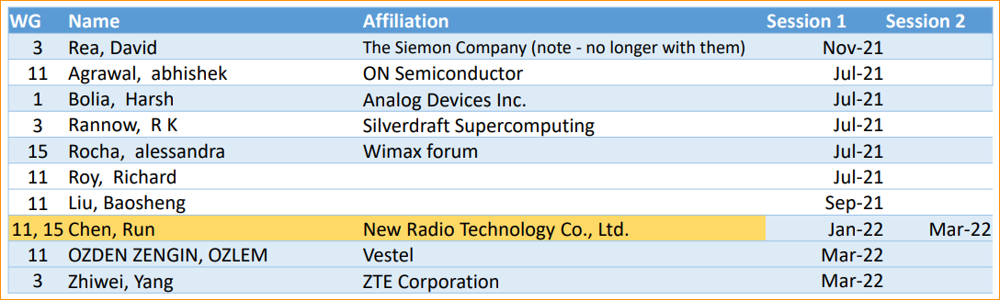 WG Name Affiliation Session 1 Session 2
3 Rea, David The Siemon Company (note - no longer with them) Nov-21
11 Agrawal, abhishek ON Semiconductor Jul-21
1 Bolia, Harsh Analog Devices Inc. Jul-21
3 Rannow, R K Silverdraft Supercomputing Jul-21
15 Rocha, alessandra Wimax forum Jul-21
11 Roy, Richard Jul-21
11 Liu, Baosheng Sep-21
11, 15 Chen, Run New Radio Technology Co., Ltd. Jan-22 Mar-22
11 OZDEN ZENGIN, OZLEM Vestel Mar-22
3 Zhiwei, Yang ZTE Corporation Mar-22